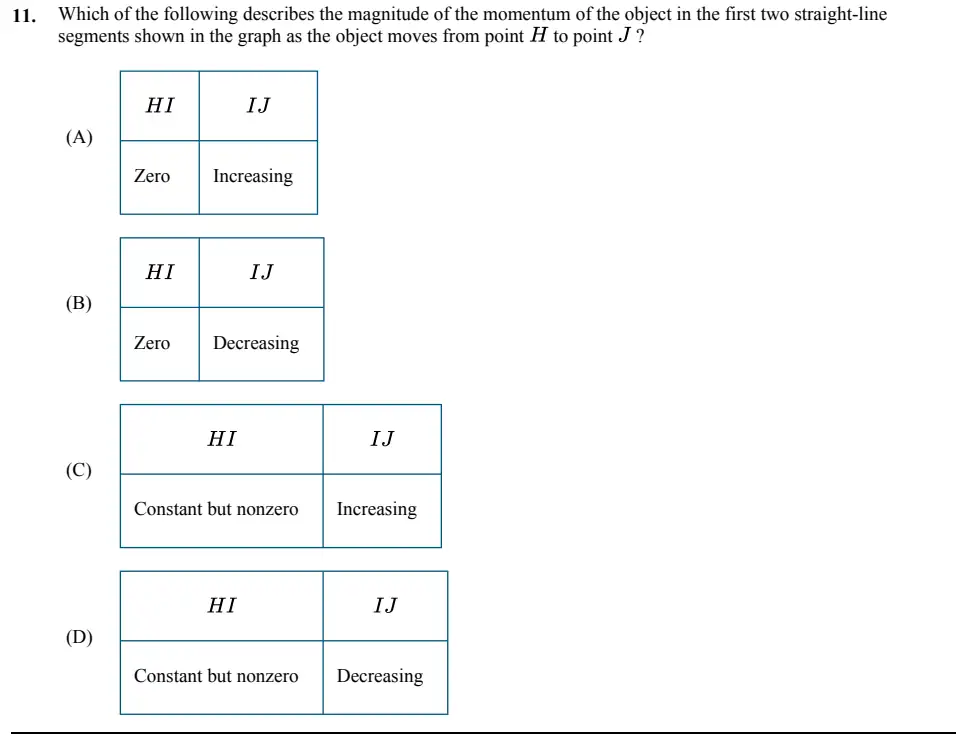 11. Which of the following describes the magnitude of the momentum of the object in the first two straight-line
segments shown in the graph as the object moves from point H to point J ?
(A)
HI IJ
Zero Increasing
(B)
HI IJ
Zero Decreasing
(C)
HI IJ
Constant but nonzero Increasing
(D)
HI IJ
Constant but nonzero Decreasing